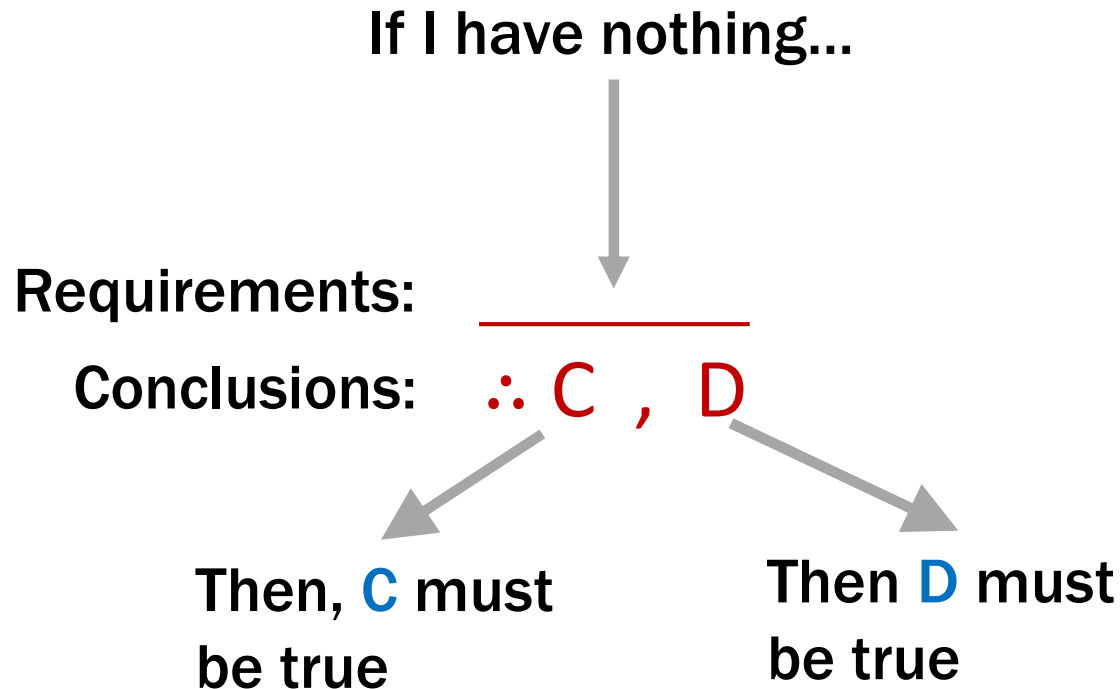 If I have nothing...
Requirements:
Conclusions: ∴ C , D
Then, C must
be true
Then D must
be true